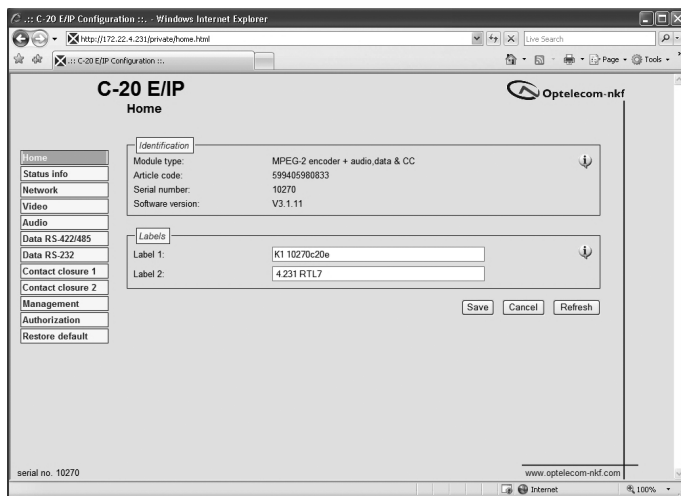 .:: C-20 E/IP Configuration ::. - Windows Internet Explorer
http://172.22.4.231/private/home.html
Live Search
.:: C-20 E/IP Configuration ::.
Page
Tools
C-20 E/IP
Home
Optelecom-nkf
Home
Status info
Network
Video
Audio
Data RS-422/485
Data RS-232
Contact closure 1
Contact closure 2
Management
Authorization
Restore default
Identification
Module type: MPEG-2 encoder + audio,data & CC
Article code: 599405980833
Serial number: 10270
Software version: V3.1.11
Labels
Label 1: K1 10270c20e
Label 2: 4.231 RTL7
Save Cancel Refresh
serial no. 10270
www.optelecom-nkf.com
Internet
100%